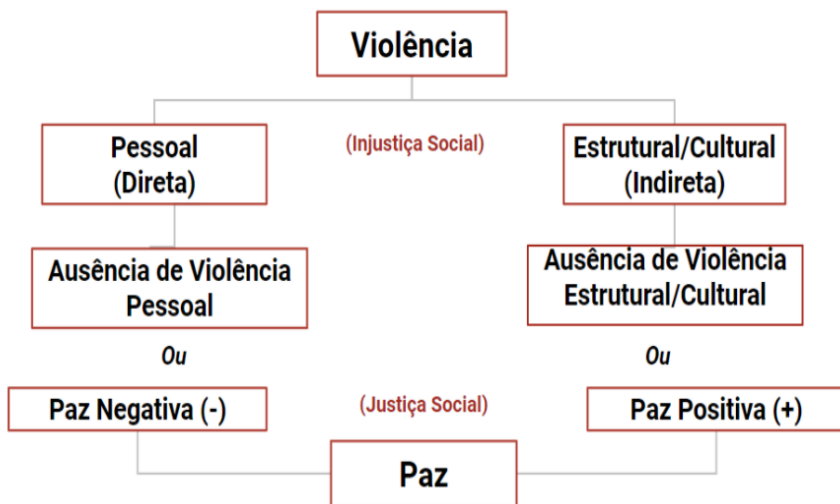 Violência
Pessoal
(Direta)
(Injustiça Social)
Estrutural/Cultural
(Indireta)
Ausência de Violência
Pessoal
Ausência de Violência
Estrutural/Cultural
Ou
Ou
Paz Negativa (-)
(Justiça Social)
Paz Positiva (+)
Paz